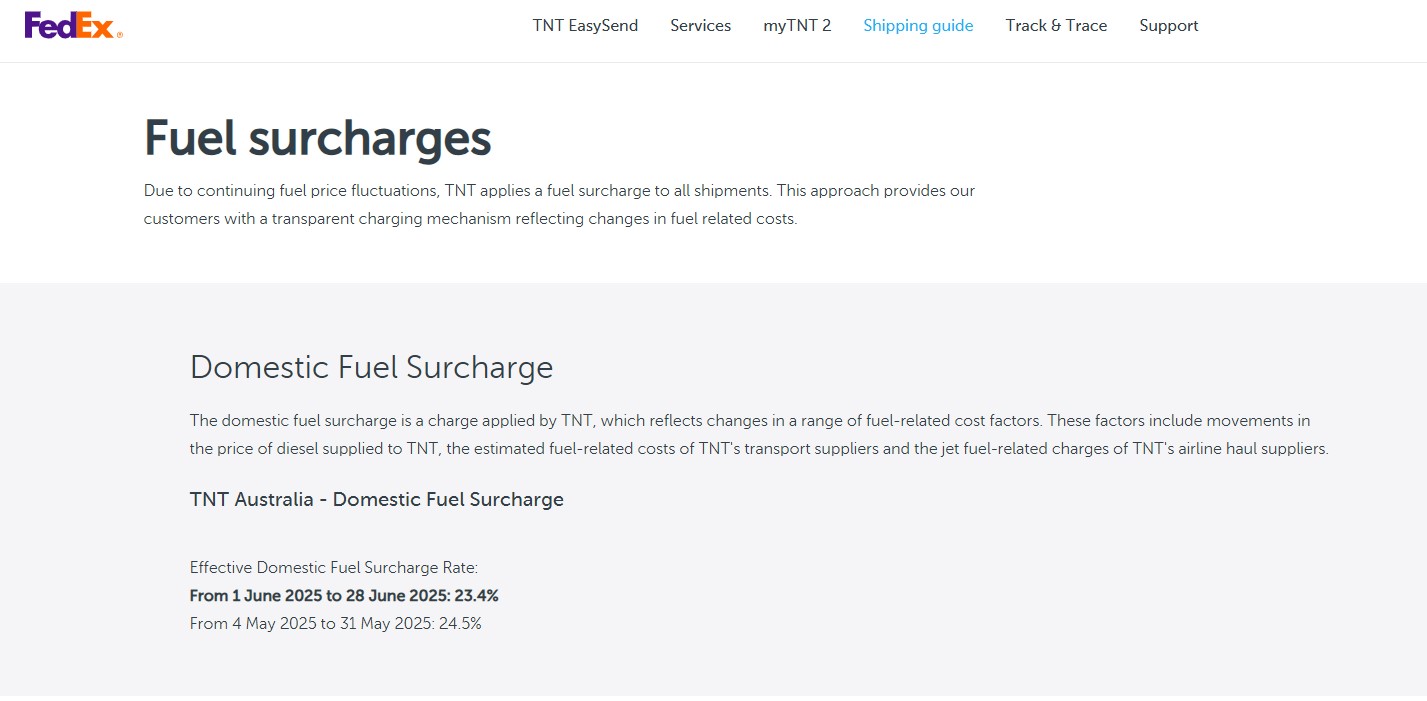 FedEx®
TNT EasySend Services myTNT 2 Shipping guide Track & Trace Support
Fuel surcharges
Due to continuing fuel price fluctuations, TNT applies a fuel surcharge to all shipments. This approach provides our
customers with a transparent charging mechanism reflecting changes in fuel related costs.
Domestic Fuel Surcharge
The domestic fuel surcharge is a charge applied by TNT, which reflects changes in a range of fuel-related cost factors. These factors include movements in
the price of diesel supplied to TNT, the estimated fuel-related costs of TNT's transport suppliers and the jet fuel-related charges of TNT's airline haul suppliers.
TNT Australia - Domestic Fuel Surcharge
Effective Domestic Fuel Surcharge Rate:
From 1 June 2025 to 28 June 2025: 23.4%
From 4 May 2025 to 31 May 2025: 24.5%